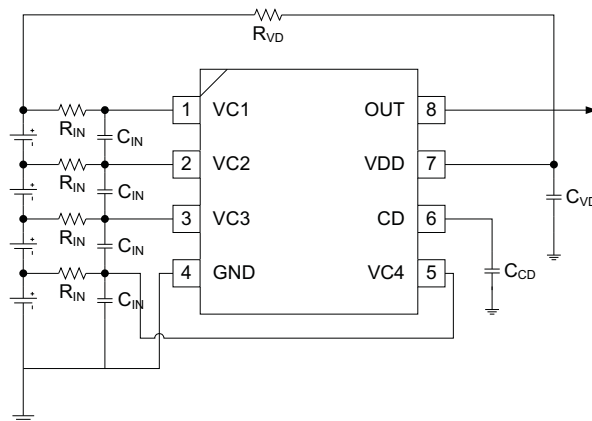 RVD
1 VC1 OUT 8
RIN CIN
2 VC2 VDD 7
RIN CIN
CVD
3 VC3 CD 6
RIN CIN
CCD
4 GND VC4 5
RIN CIN